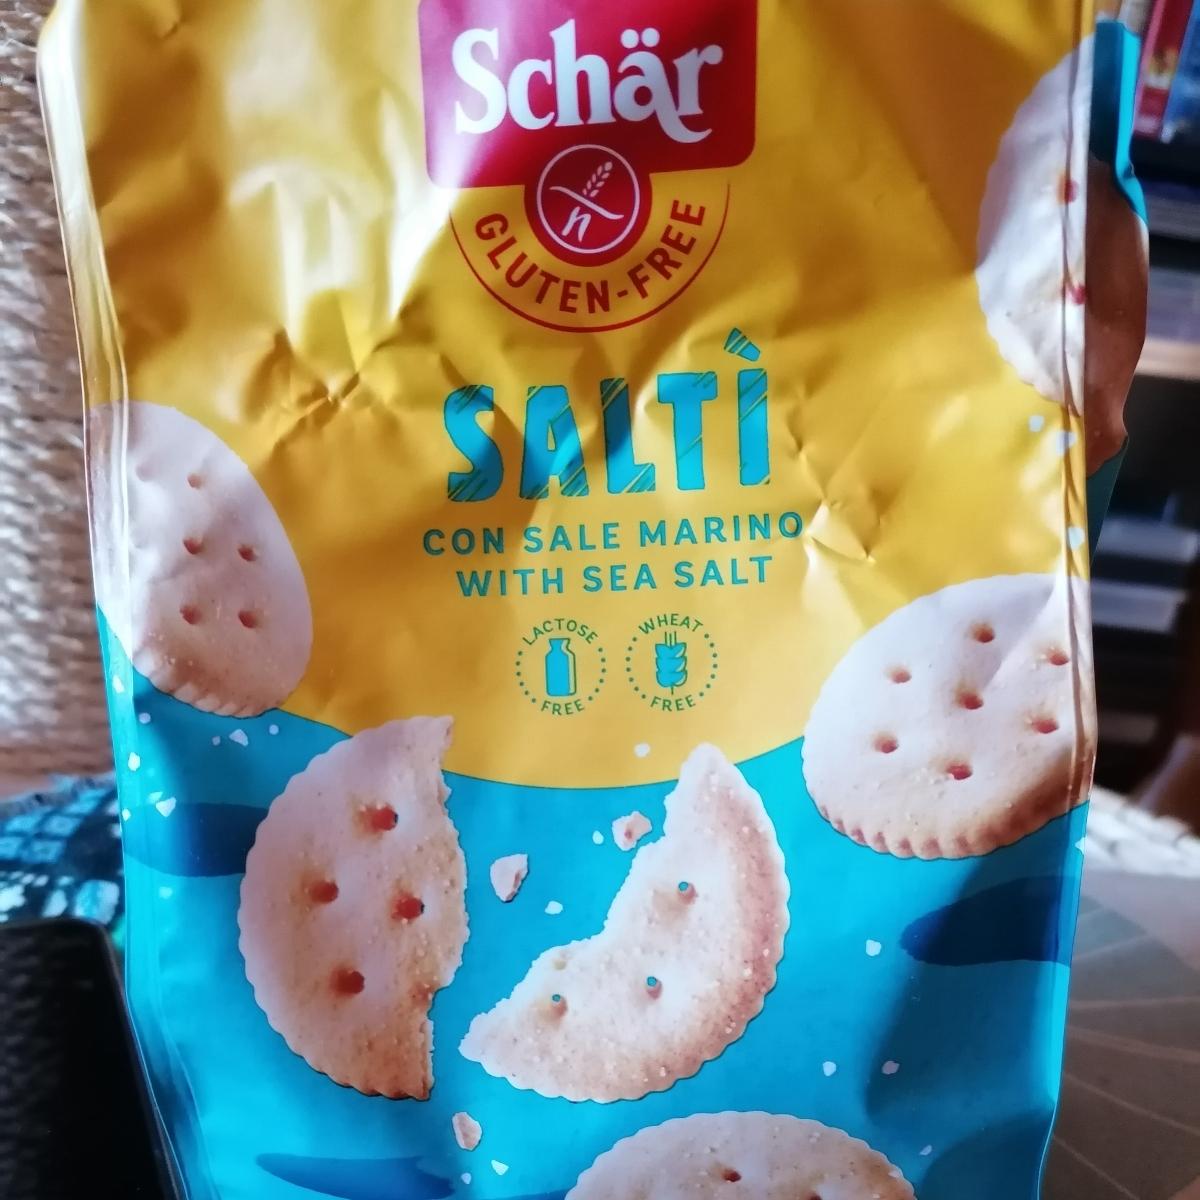 Schär
GLUTEN-FREE
SALTÌ
CON SALE MARINO
WITH SEA SALT
LACTOSE FREE
WHEAT FREE